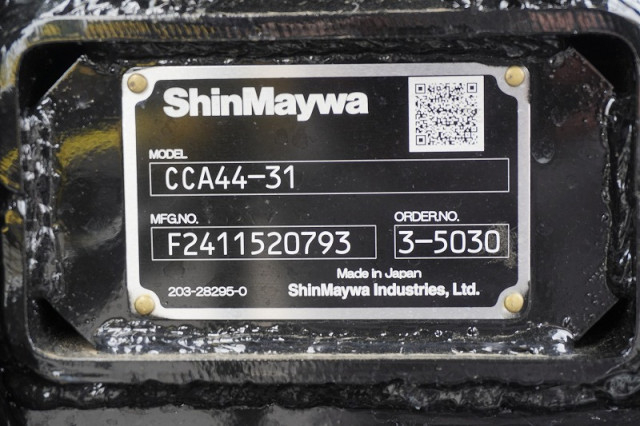 ShinMaywa
MODEL
CCA44-31
MFG.NO. ORDER.NO.
F2411520793 3-5030
Made in Japan
203-28295-0 ShinMaywa Industries, Ltd.